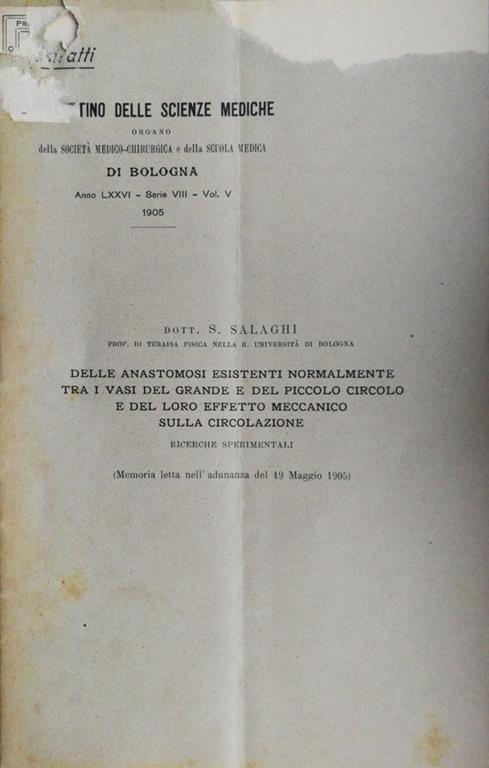 PR
ratti
TINO DELLE SCIENZE MEDICHE
ORGANO
della SOCIETÀ MEDICO-CHIRURGICA e della SCUOLA MEDICA
DI BOLOGNA
Anno LXXVI - Serie VIII - Vol. V
1905
DOTT. S. SALAGHI
PROF. DI TERAPIA FISICA NELLA R. UNIVERSITÀ DI BOLOGNA
DELLE ANASTOMOSI ESISTENTI NORMALMENTE
TRA I VASI DEL GRANDE E DEL PICCOLO CIRCOLO
E DEL LORO EFFETTO MECCANICO
SULLA CIRCOLAZIONE
RICERCHE SPERIMENTALI
(Memoria letta nell' adunanza del 19 Maggio 1905)